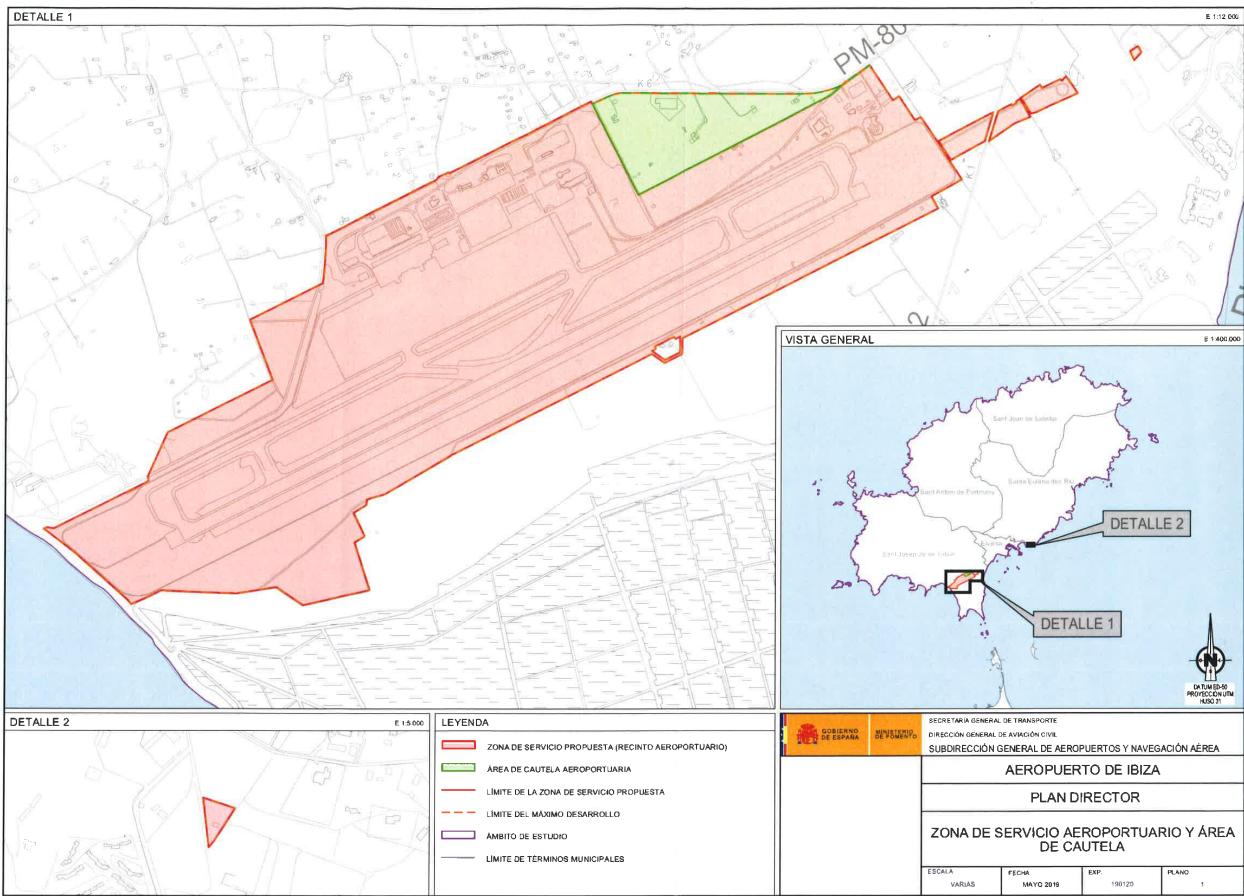 DETALLE 1
E 1:12.000
PM-80
K 1
2
VISTA GENERAL
E 1:400.000
Sant Joan de Labritja
Santa Eulària des Riu
Sant Antoni de Portmany
Eivissa
Sant Josep de sa Talaia
DETALLE 2
DETALLE 1
N
DATUM ED-50
PROYECCIÓN UTM
HUSO 31
DETALLE 2
E 1:5.000
LEYENDA
ZONA DE SERVICIO PROPUESTA (RECINTO AEROPORTUARIO)
ÁREA DE CAUTELA AEROPORTUARIA
LÍMITE DE LA ZONA DE SERVICIO PROPUESTA
LÍMITE DEL MÁXIMO DESARROLLO
ÁMBITO DE ESTUDIO
LÍMITE DE TÉRMINOS MUNICIPALES
GOBIERNO
DE ESPAÑA
MINISTERIO
DE FOMENTO
SECRETARÍA GENERAL DE TRANSPORTE
DIRECCIÓN GENERAL DE AVIACIÓN CIVIL
SUBDIRECCIÓN GENERAL DE AEROPUERTOS Y NAVEGACIÓN AÉREA
AEROPUERTO DE IBIZA
PLAN DIRECTOR
ZONA DE SERVICIO AEROPORTUARIO Y ÁREA
DE CAUTELA
ESCALA
VARIAS
FECHA
MAYO 2019
EXP.
190120
PLANO
1